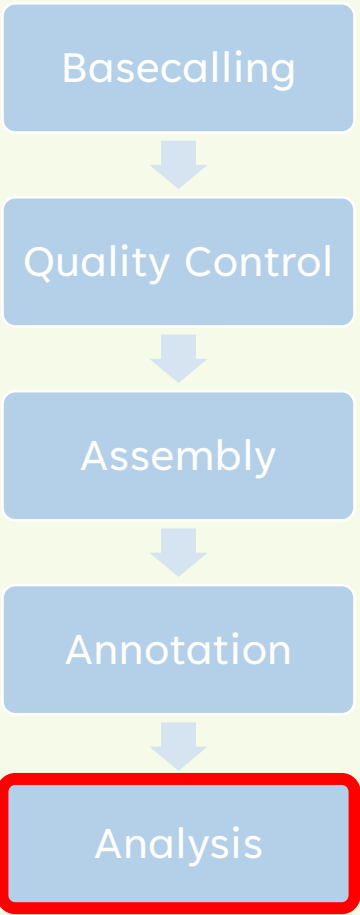 Basecalling
Quality Control
Assembly
Annotation
Analysis